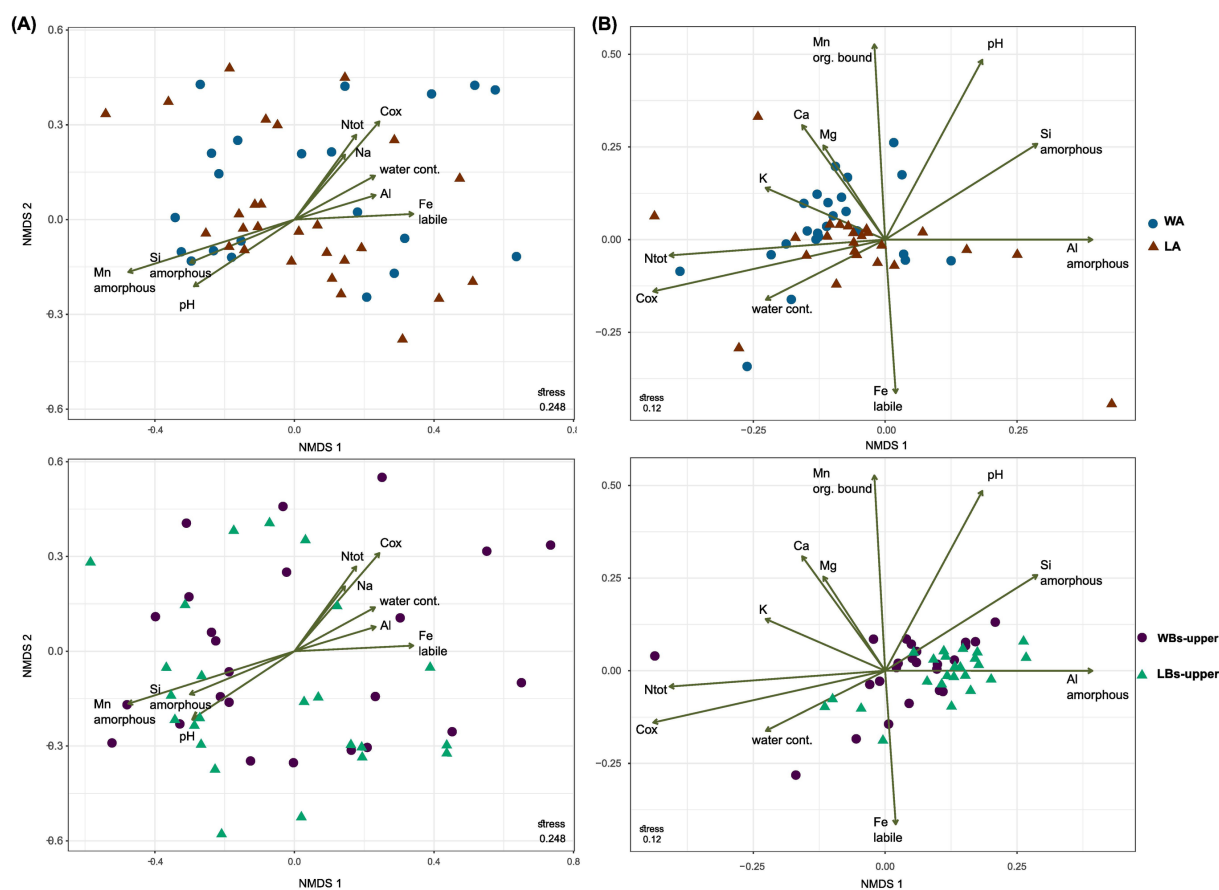 (A)
0.6
0.3
0.0
-0.3
-0.6
NMDS 2
Cox
Ntot
Na
water cont.
Al
Fe
labile
Si
amorphous
Mn
amorphous
pH
stress
0.248
-0.4
0.0
0.4
NMDS 1
(B)
0.50
0.25
0.00
-0.25
Mn
org. bound
pH
Ca
Mg
Si
amorphous
K
Ntot
Al
amorphous
Cox
water cont.
Fe
labile
stress
0.12
-0.25
0.00
0.25
NMDS 1
WA
LA
0.6
0.3
0.0
-0.3
-0.6
NMDS 2
Cox
Ntot
Na
water cont.
Al
Fe
labile
Si
amorphous
Mn
amorphous
pH
stress
0.248
-0.4
0.0
0.4
0.8
NMDS 1
0.50
0.25
0.00
-0.25
Mn
org. bound
pH
Ca
Mg
Si
amorphous
K
Ntot
Al
amorphous
Cox
water cont.
Fe
labile
stress
0.12
-0.25
0.00
0.25
NMDS 1
WBs-upper
LBs-upper